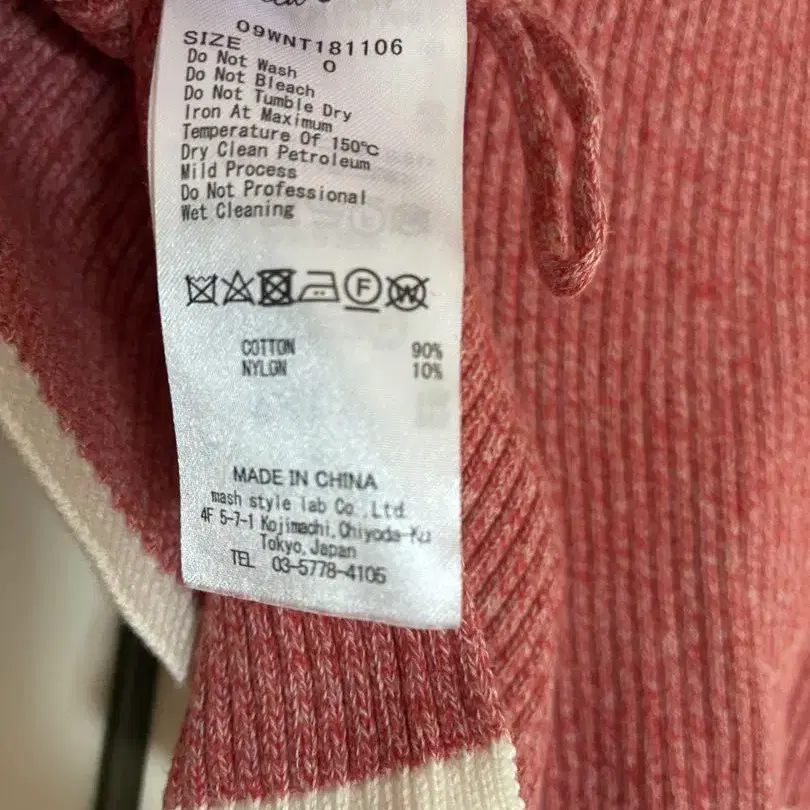 09WNT181106
SIZE 0
Do Not Wash
Do Not Bleach
Do Not Tumble Dry
Iron At Maximum
Temperature Of 150℃
Dry Clean Petroleum
Mild Process
Do Not Professional
Wet Cleaning
F W
COTTON 90%
NYLON 10%
MADE IN CHINA
mash style lab Co.,Ltd.
4F 5-7-1 Kojimachi,Chiyoda-Ku
Tokyo,Japan
TEL 03-5778-4106